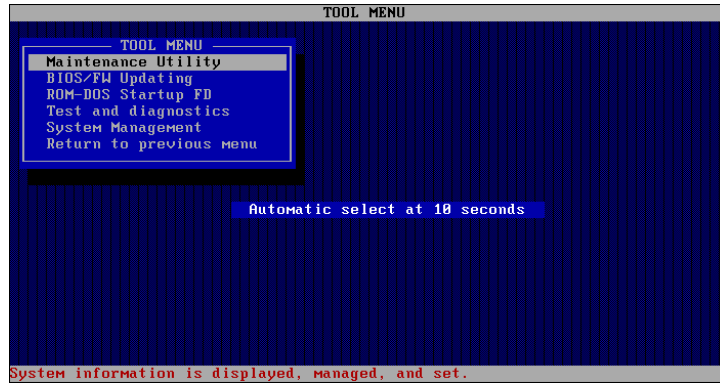 TOOL MENU
TOOL MENU
Maintenance Utility
BIOS/FW Updating
ROM-DOS Startup FD
Test and diagnostics
System Management
Return to previous menu
Automatic select at 10 seconds
System information is displayed, managed, and set.